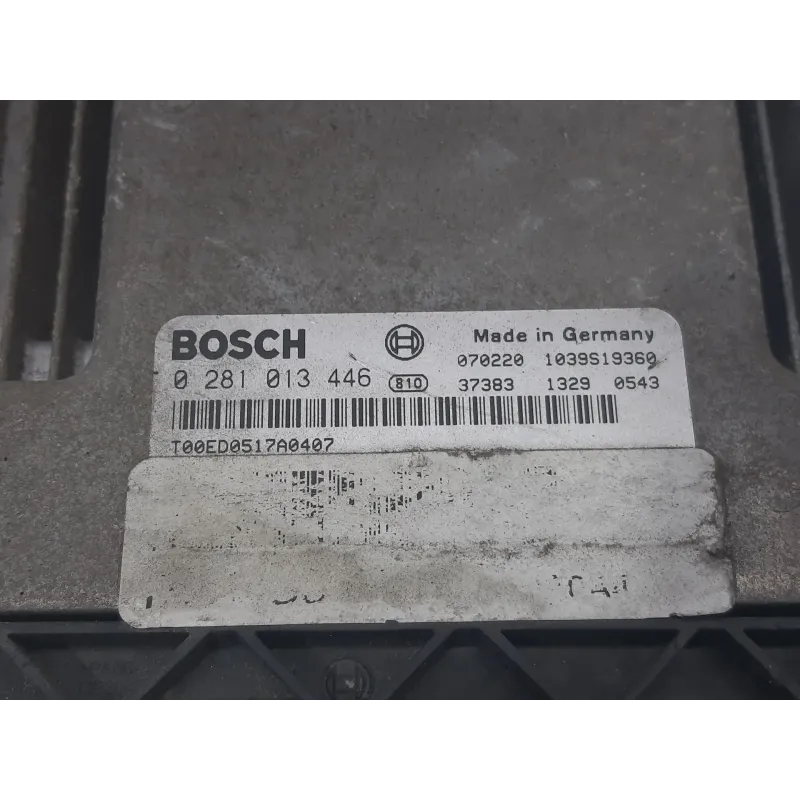 BOSCH Made in Germany
070220 1039S19360
0 281 013 446 810 37383 1329 0543
T00ED0517A0407